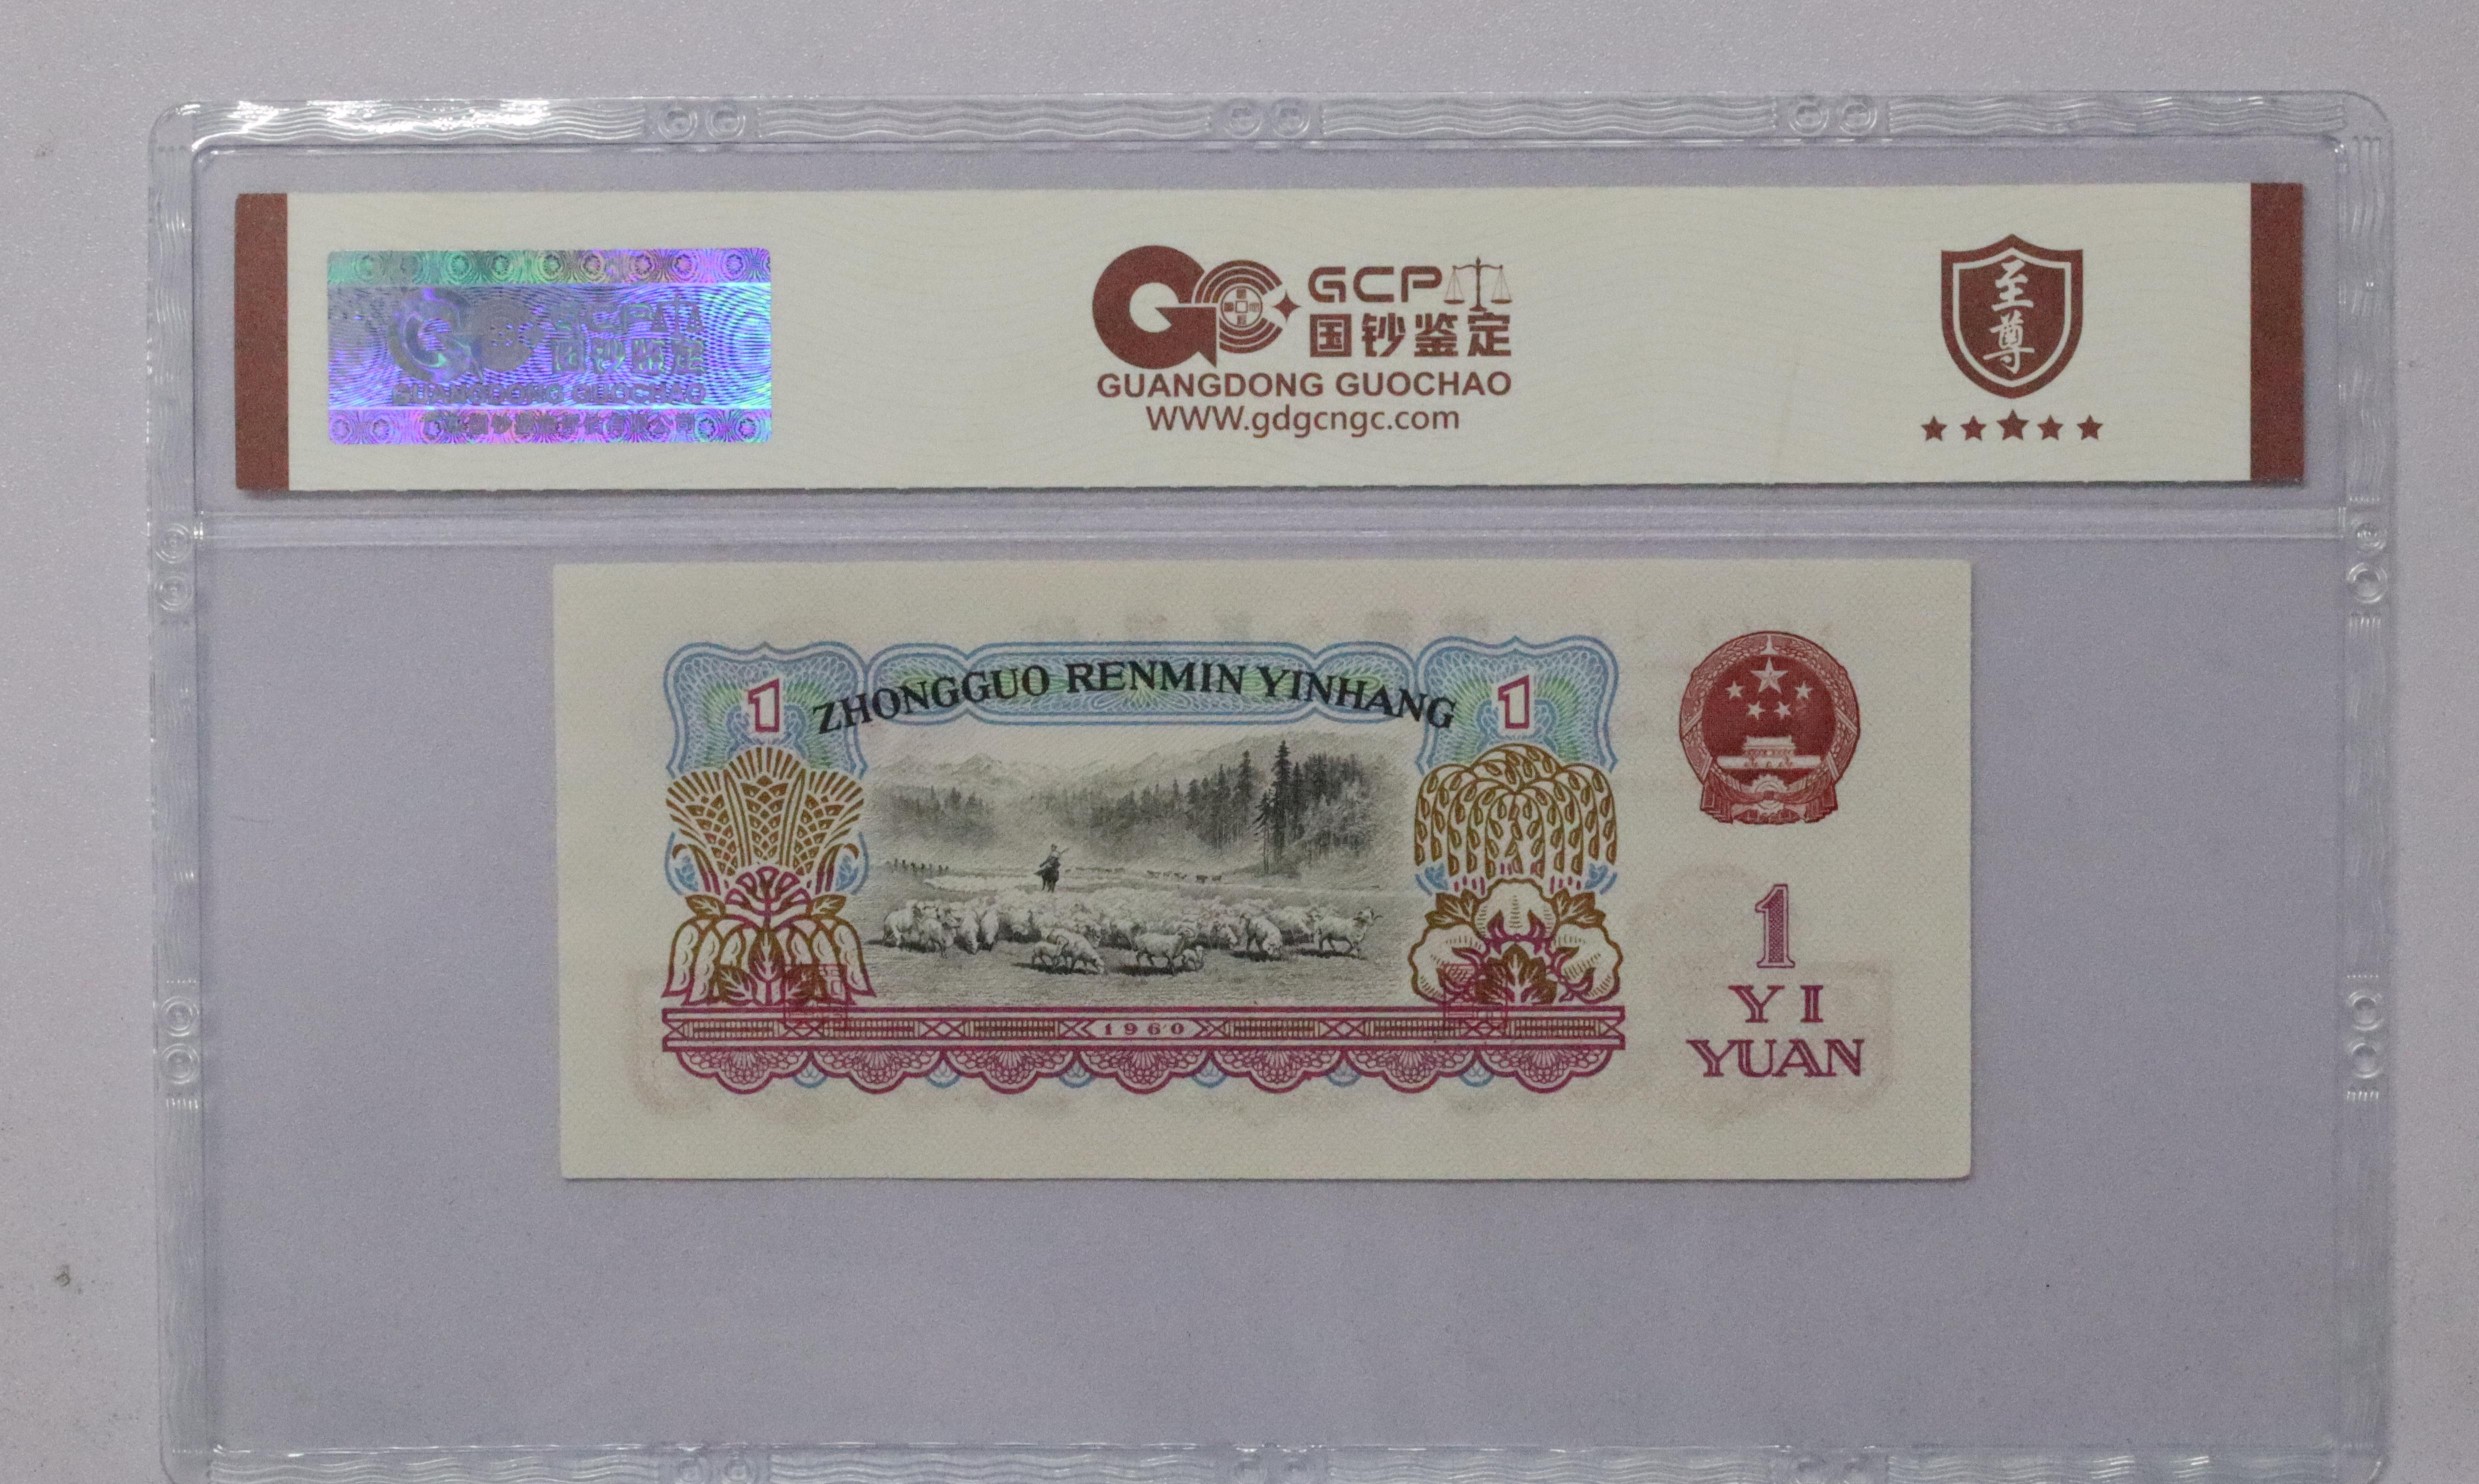 GCP
国钞鉴定
GUANGDONG GUOCHAO
WWW.gdgcngc.com
至尊
GCP
国钞鉴定
GUANGDONG GUOCHAO
1
ZHONGGUO RENMIN YINHANG
1
1
YI
YUAN
1960